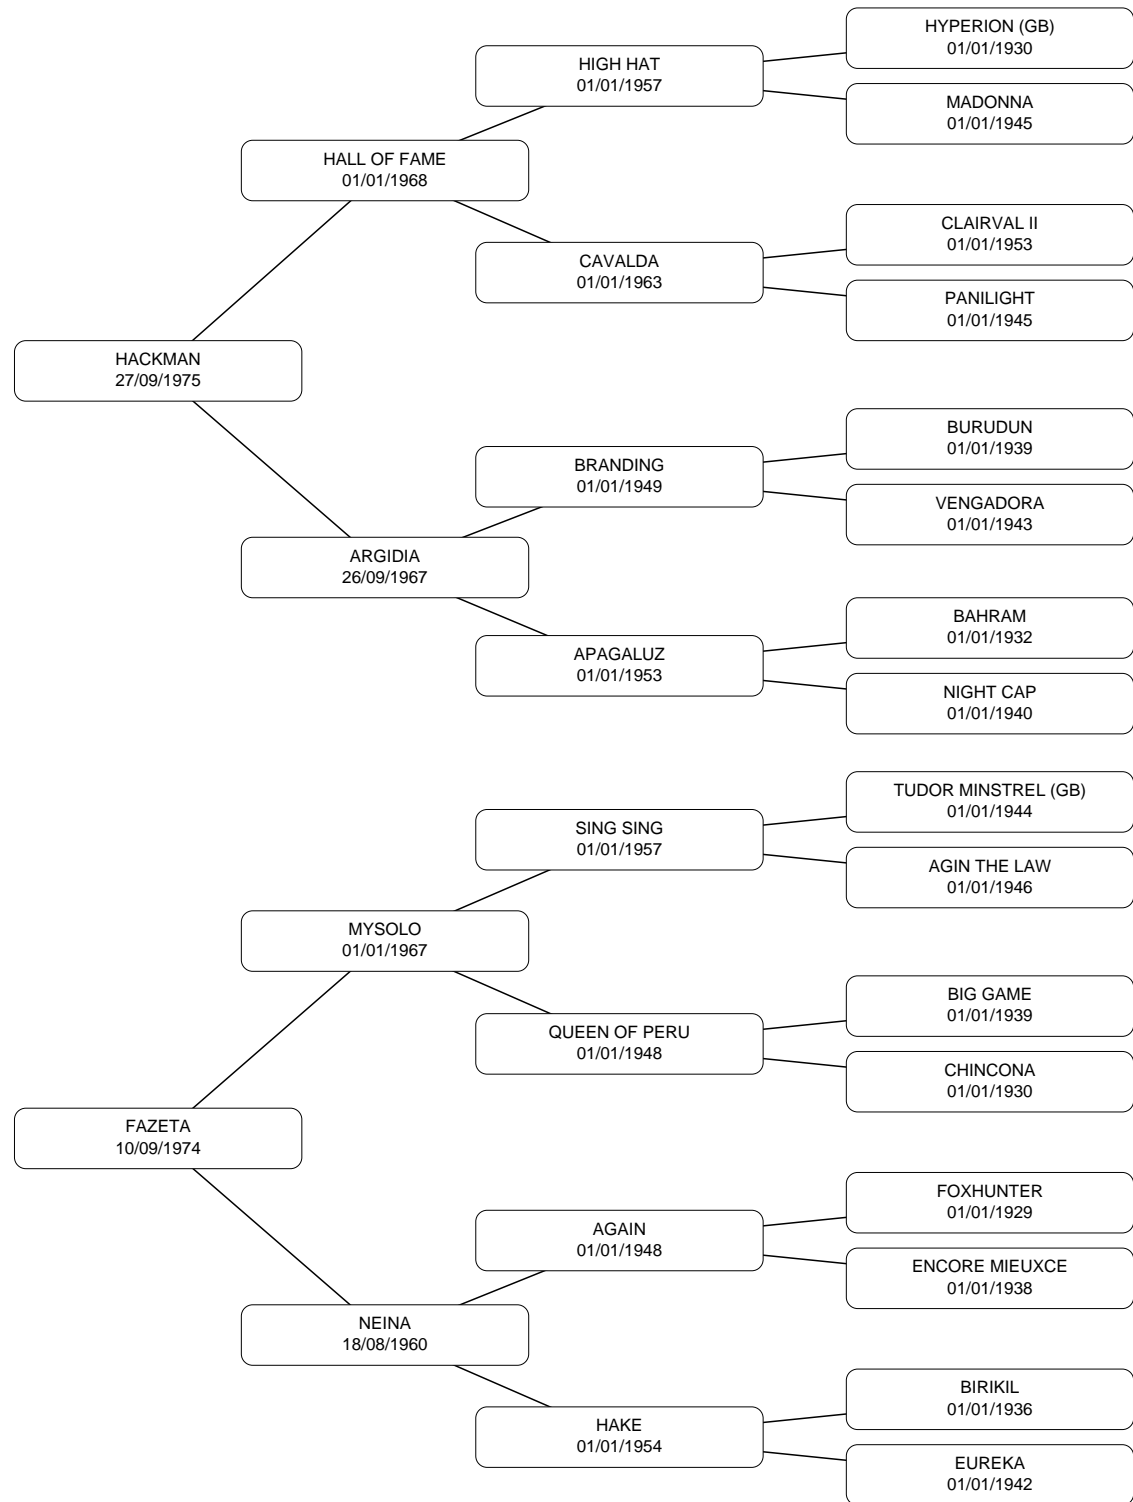 HYPERION (GB)
01/01/1930
HIGH HAT
01/01/1957
MADONNA
01/01/1945
HALL OF FAME
01/01/1968
CLAIRVAL II
01/01/1953
CAVALDA
01/01/1963
PANILIGHT
01/01/1945
HACKMAN
27/09/1975
BURUDUN
01/01/1939
BRANDING
01/01/1949
VENGADORA
01/01/1943
ARGIDIA
26/09/1967
BAHRAM
01/01/1932
APAGALUZ
01/01/1953
NIGHT CAP
01/01/1940
TUDOR MINSTREL (GB)
01/01/1944
SING SING
01/01/1957
AGIN THE LAW
01/01/1946
MYSOLO
01/01/1967
BIG GAME
01/01/1939
QUEEN OF PERU
01/01/1948
CHINCONA
01/01/1930
FAZETA
10/09/1974
FOXHUNTER
01/01/1929
AGAIN
01/01/1948
ENCORE MIEUXCE
01/01/1938
NEINA
18/08/1960
BIRIKIL
01/01/1936
HAKE
01/01/1954
EUREKA
01/01/1942